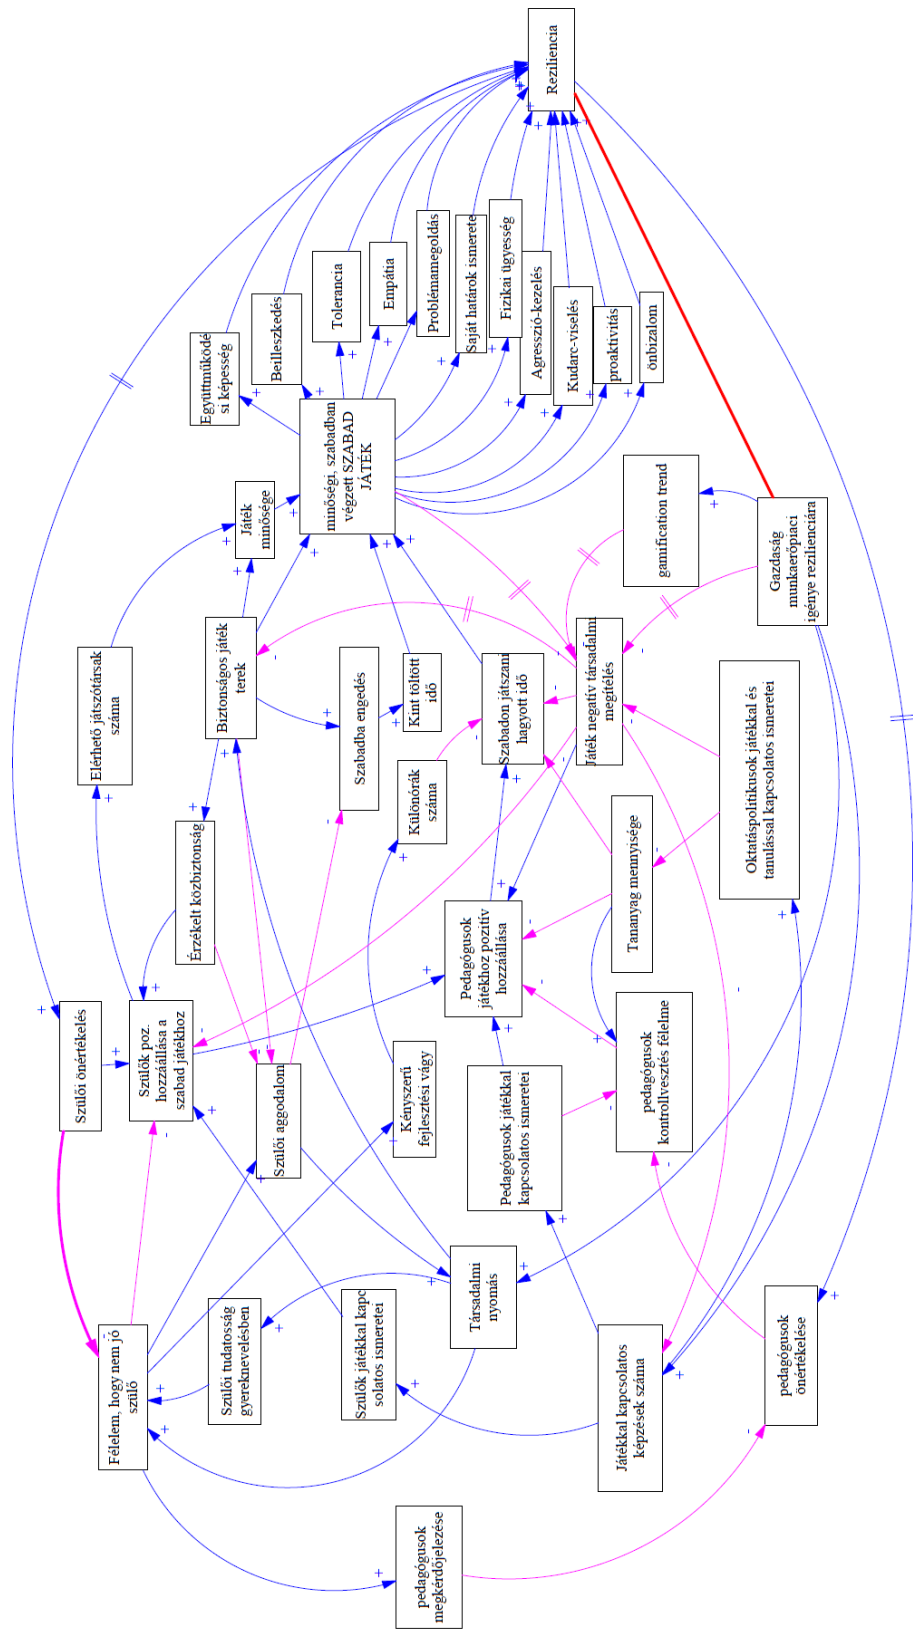 Szülői önértékelés
Félelem, hogy nem jó
szülő
Szülők poz.
hozzáállása a
szabad játékhoz
Elérhető játszótársak
száma
Érzékelt közbiztonság
Szülői tudatosság
gyereknevelésben
Biztonságos játék
terek
Játék
minősége
Együttműködé
si képesség
Beilleszkedés
Szülői aggodalom
Szülők játékkal kapc
solatos ismeretei
Szabadba engedés
minőségi, szabadban
végzett SZABAD
JÁTÉK
Tolerancia
Empátia
pedagógusok
megkérdőjelezése
Kényszerű
fejlesztési vágy
Különórák
száma
Kint töltött
idő
Problémamegoldás
Saját határok ismerete
Társadalmi
nyomás
Pedagógusok játékkal
kapcsolatos ismeretei
Pedagógusok
játékhoz pozitív
hozzáállása
Szabadon játszani
hagyott idő
Fizikai ügyesség
Agresszió-kezelés
Reziliencia
Kudarc-viselés
proaktivitás
önbizalom
Játékkal kapcsolatos
képzések száma
pedagógusok
kontrollvesztés félelme
Tananyag mennyisége
Játék negatív társadalmi
megítélés
gamification trend
pedagógusok
önértékelése
Oktatáspolitikusok játékkal és
tanulással kapcsolatos ismeretei
Gazdaság
munkaerőpiaci
igénye rezilienciára